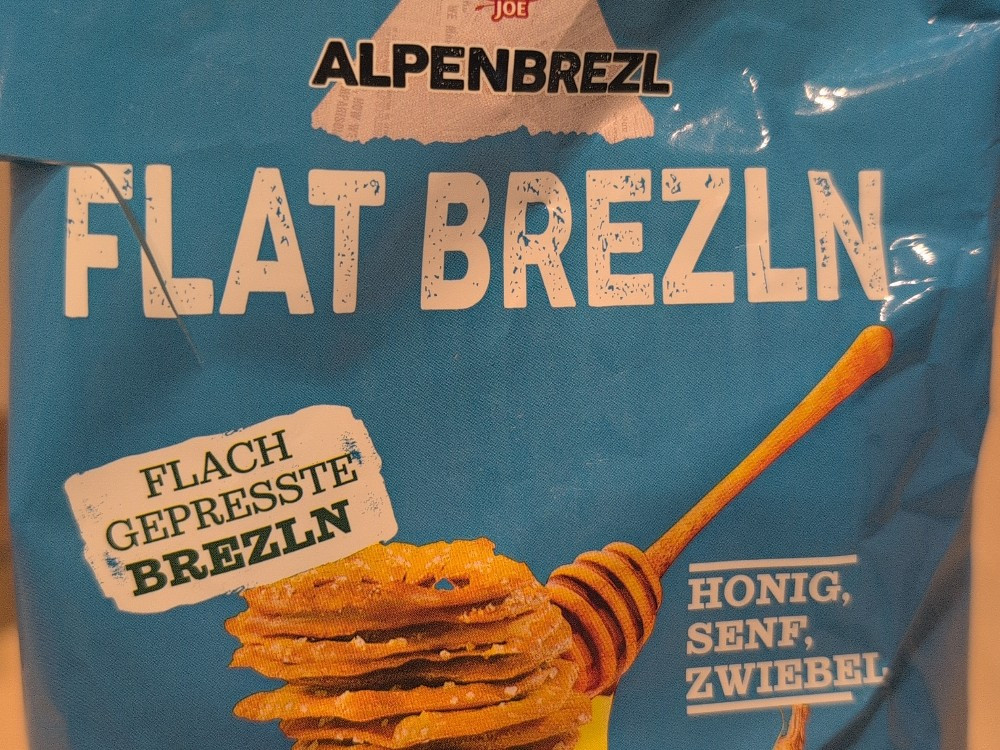 JOE
ALPENBREZL
FLAT BREZLN
FLACH
GEPRESSTE
BREZLN
HONIG,
SENF,
ZWIEBEL